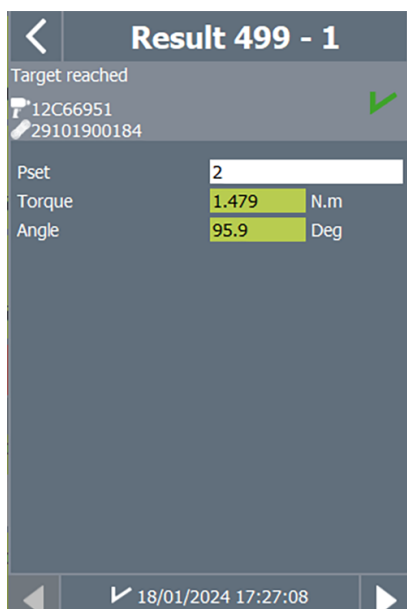 Result 499 - 1
Target reached
12C66951
29101900184
Pset 2
Torque 1.479 N.m
Angle 95.9 Deg
18/01/2024 17:27:08